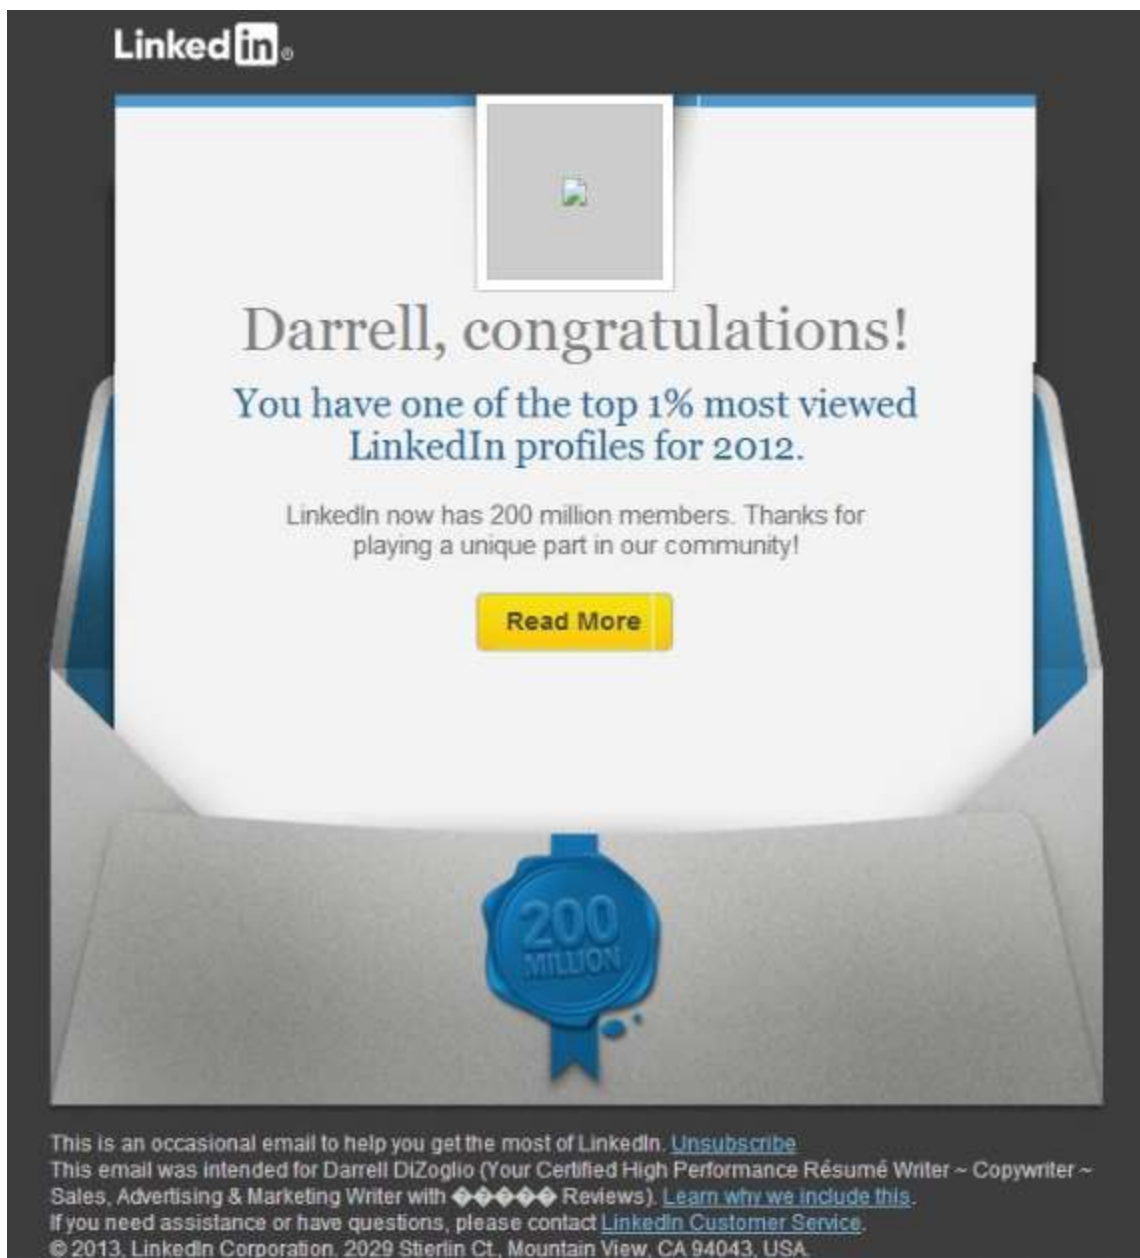 Linked in ®
Darrell, congratulations!
You have one of the top 1% most viewed
LinkedIn profiles for 2012.
LinkedIn now has 200 million members. Thanks for
playing a unique part in our community!
Read More
200
MILLION
This is an occasional email to help you get the most of LinkedIn. Unsubscribe
This email was intended for Darrell DiZoglio (Your Certified High Performance Résumé Writer ~ Copywriter ~
Sales, Advertising & Marketing Writer with ����� Reviews). Learn why we include this.
If you need assistance or have questions, please contact LinkedIn Customer Service.
© 2013, LinkedIn Corporation. 2029 Stierlin Ct., Mountain View, CA 94043, USA.